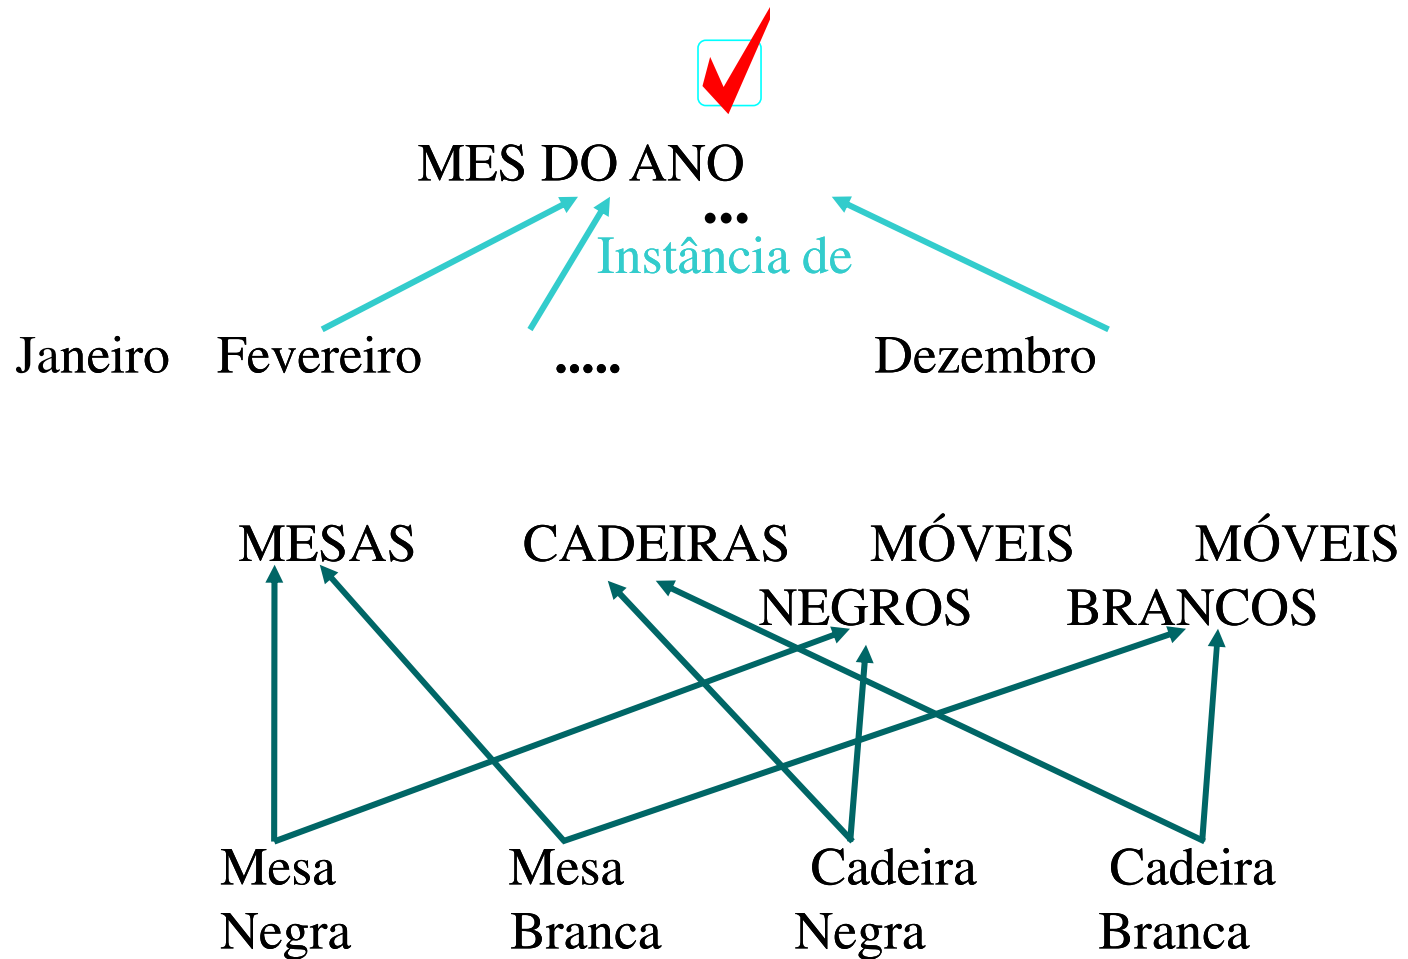 MES DO ANO
...
Instância de
Janeiro Fevereiro ..... Dezembro
MESAS CADEIRAS MÓVEIS MÓVEIS
NEGROS BRANCOS
Mesa Mesa Cadeira Cadeira
Negra Branca Negra Branca